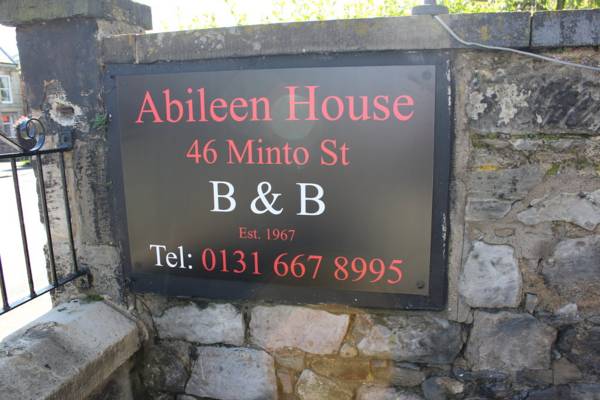 Abileen House
46 Minto St
B & B
Est. 1967
Tel: 0131 667 8995